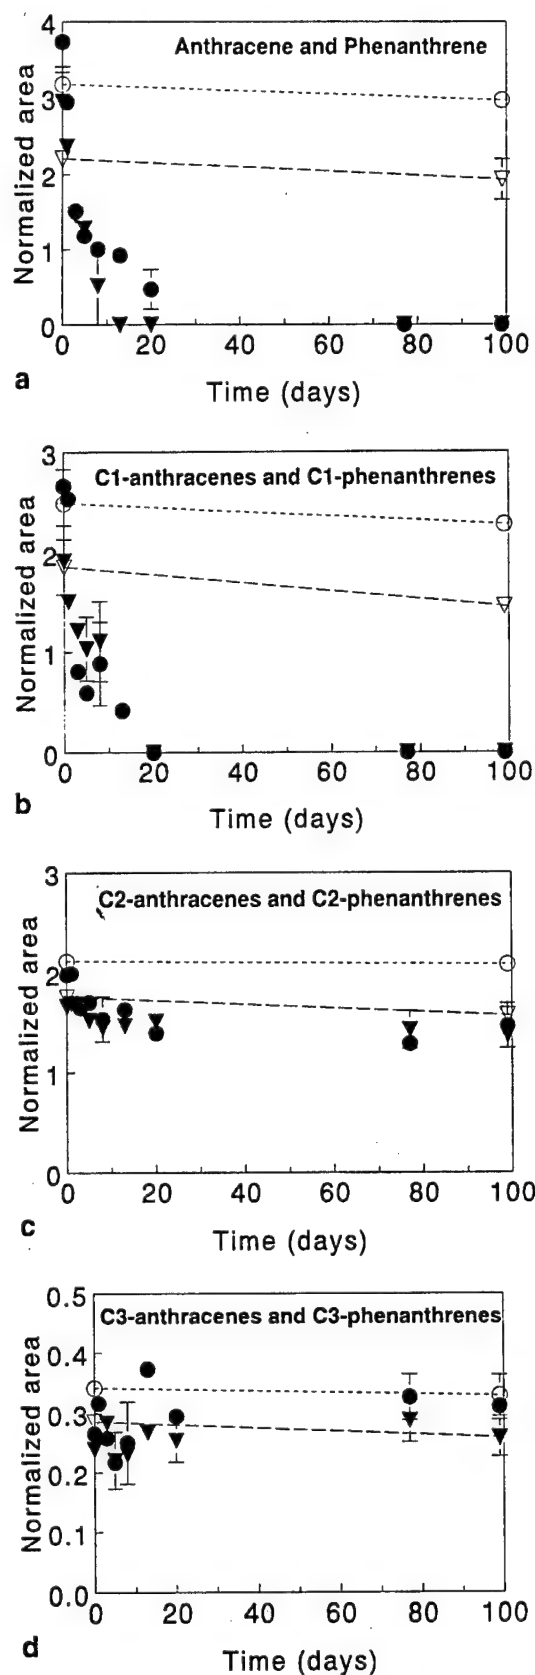 Anthracene and Phenanthrene
Normalized area
4
3
2
1
0
0 20 40 60 80 100
Time (days)
a
C1-anthracenes and C1-phenanthrenes
Normalized area
3
2
1
0
0 20 40 60 80 100
Time (days)
b
C2-anthracenes and C2-phenanthrenes
Normalized area
3
2
1
0
0 20 40 60 80 100
Time (days)
c
C3-anthracenes and C3-phenanthrenes
Normalized area
0.5
0.4
0.3
0.2
0.1
0.0
0 20 40 60 80 100
Time (days)
d